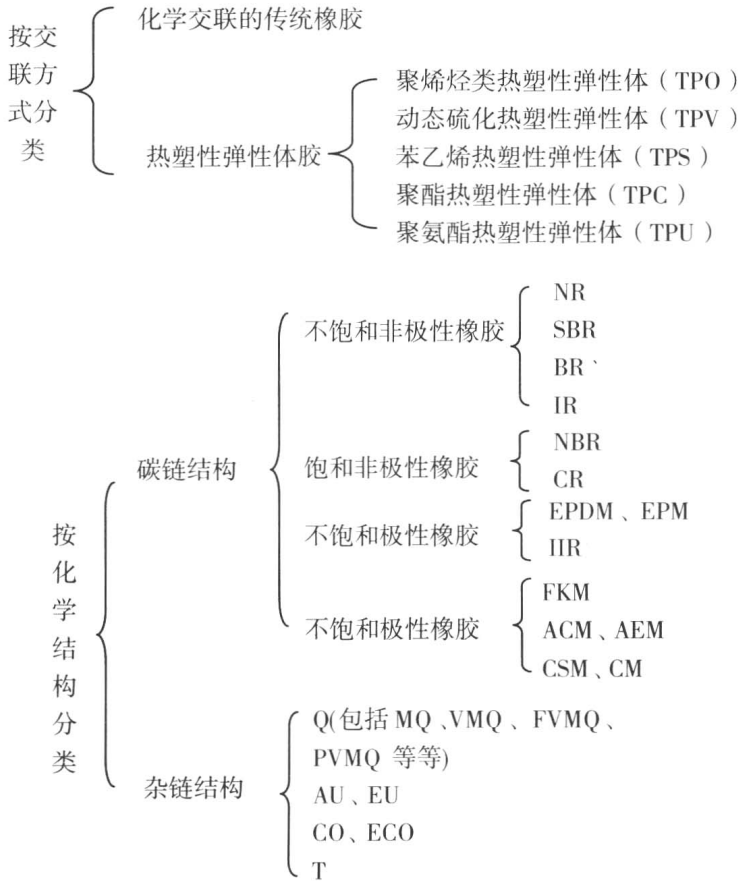 按交联方式分类
化学交联的传统橡胶
热塑性弹性体胶
聚烯烃类热塑性弹性体（TPO）
动态硫化热塑性弹性体（TPV）
苯乙烯热塑性弹性体（TPS）
聚酯热塑性弹性体（TPC）
聚氨酯热塑性弹性体（TPU）
按化学结构分类
碳链结构
不饱和非极性橡胶
NR
SBR
BR、
IR
饱和非极性橡胶
NBR
CR
不饱和极性橡胶
EPDM、EPM
IIR
不饱和极性橡胶
FKM
ACM、AEM
CSM、CM
杂链结构
Q(包括MQ、VMQ、FVMQ、
PVMQ 等等)
AU、EU
CO、ECO
T